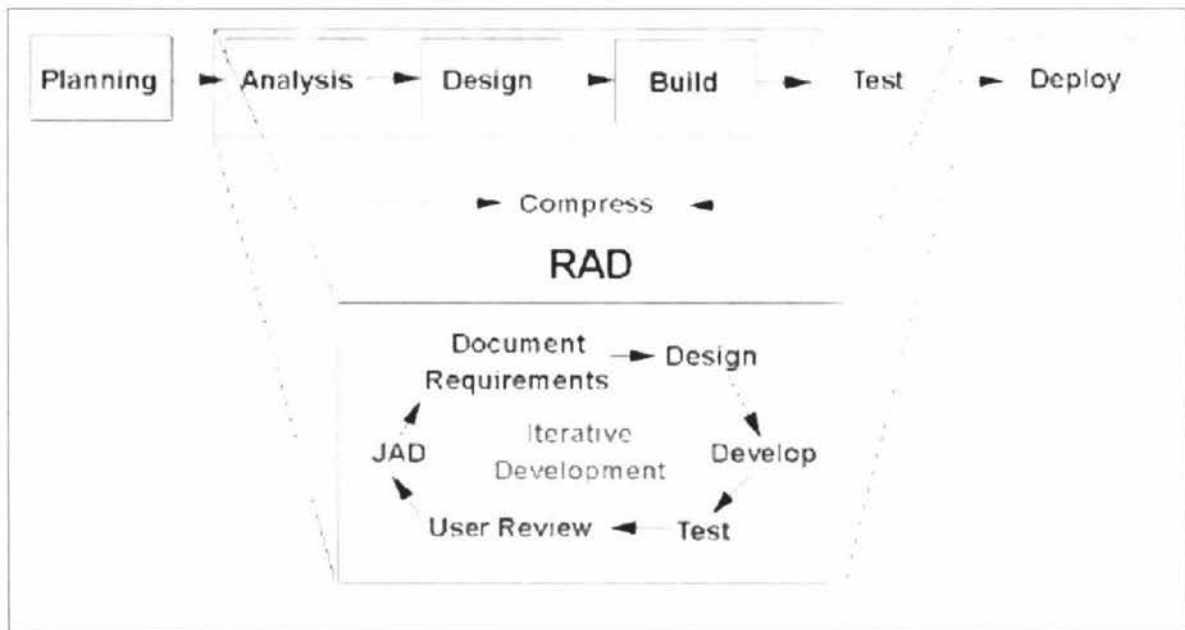 Planning Analysis Design Build Test Deploy
Compress
RAD
Document
Requirements
Design
Develop
Test
User Review
JAD
Iterative
Development